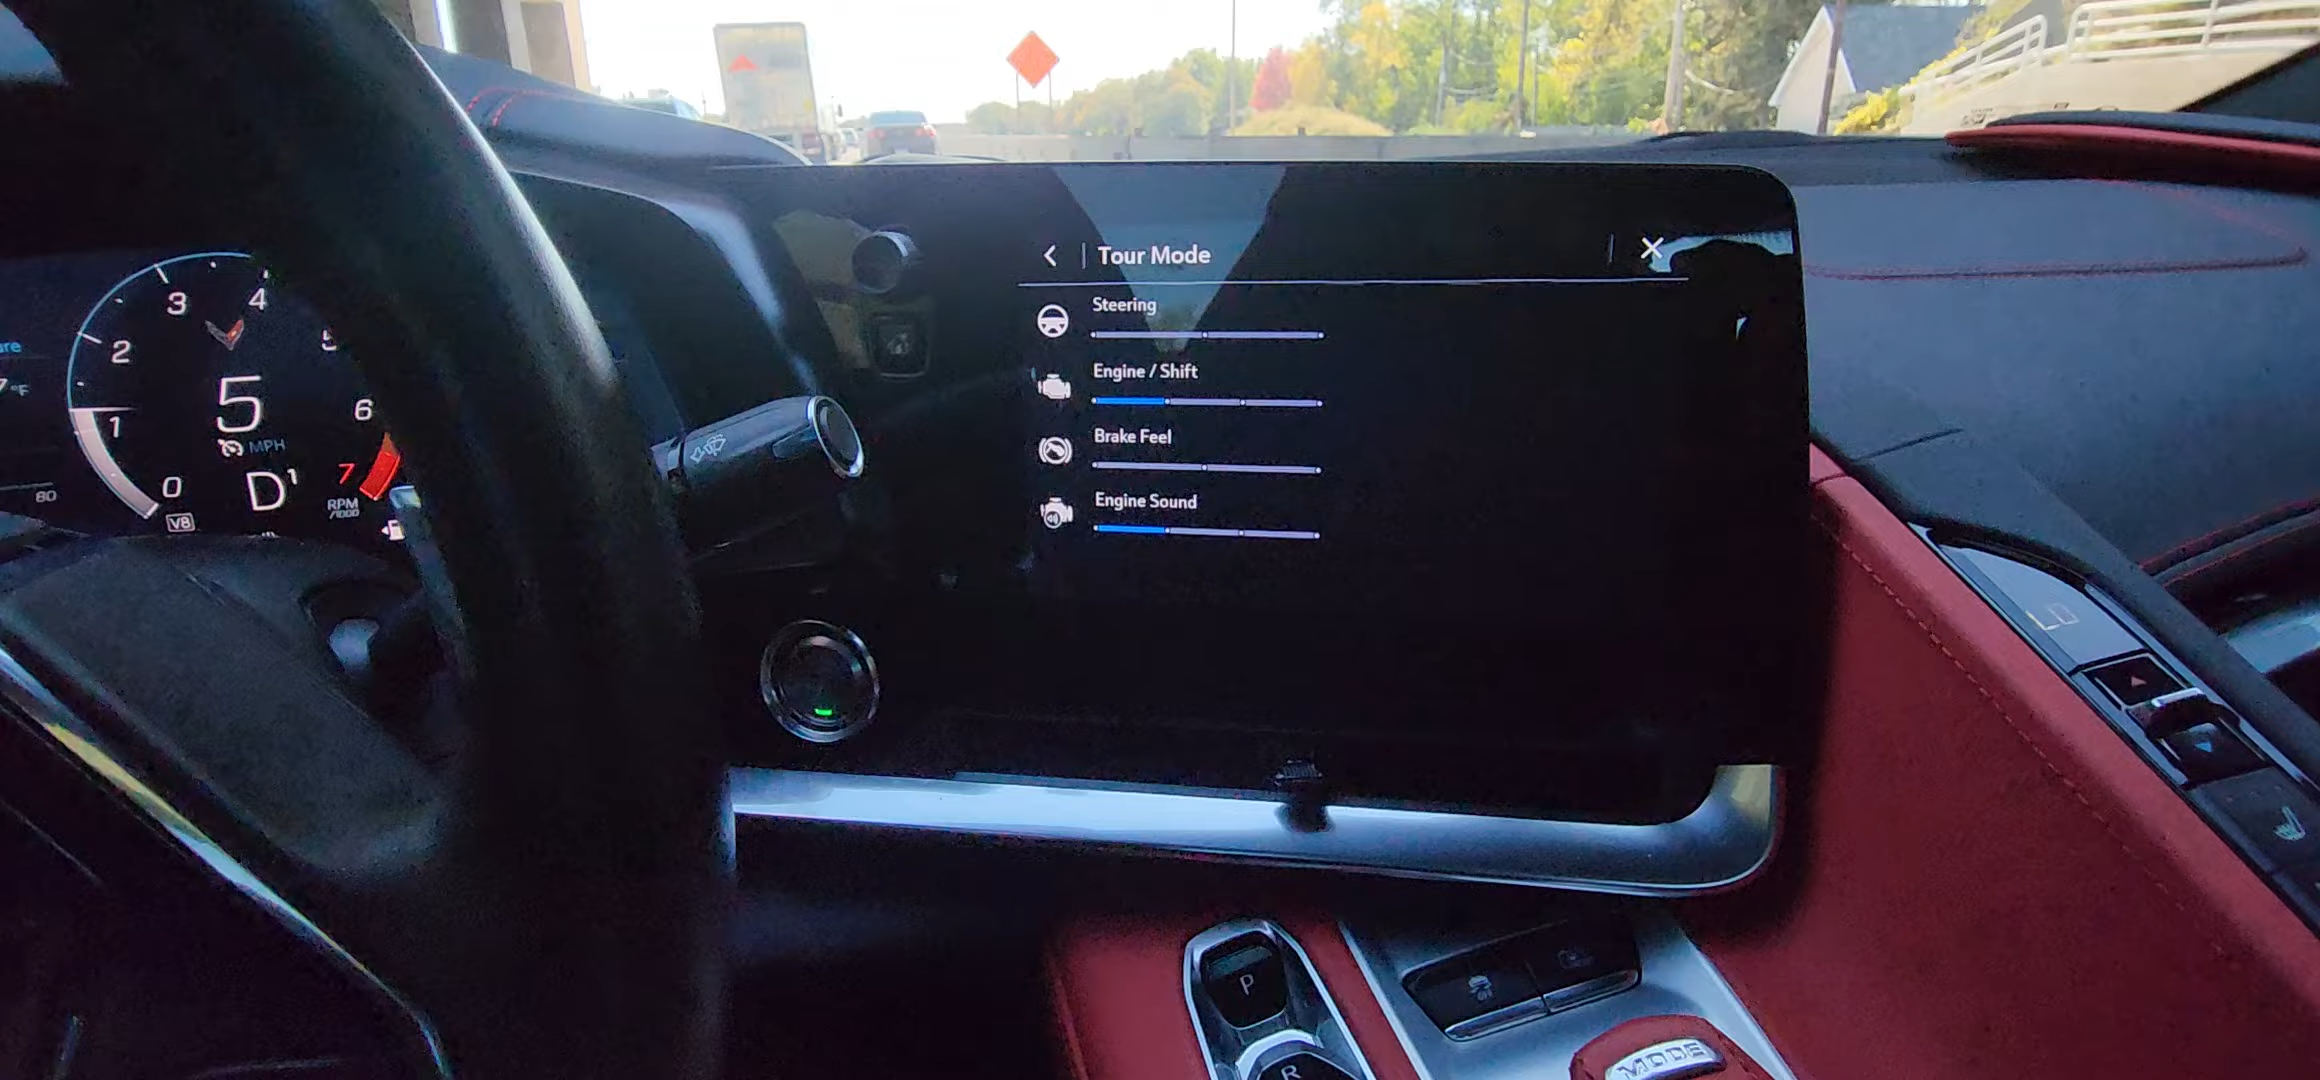 Tour Mode
Steering
Engine / Shift
Brake Feel
Engine Sound
3
4
2
5
5
1
6
MPH
0
D1
7
80
RPM
/1000
V8
°F
P
R
MODE